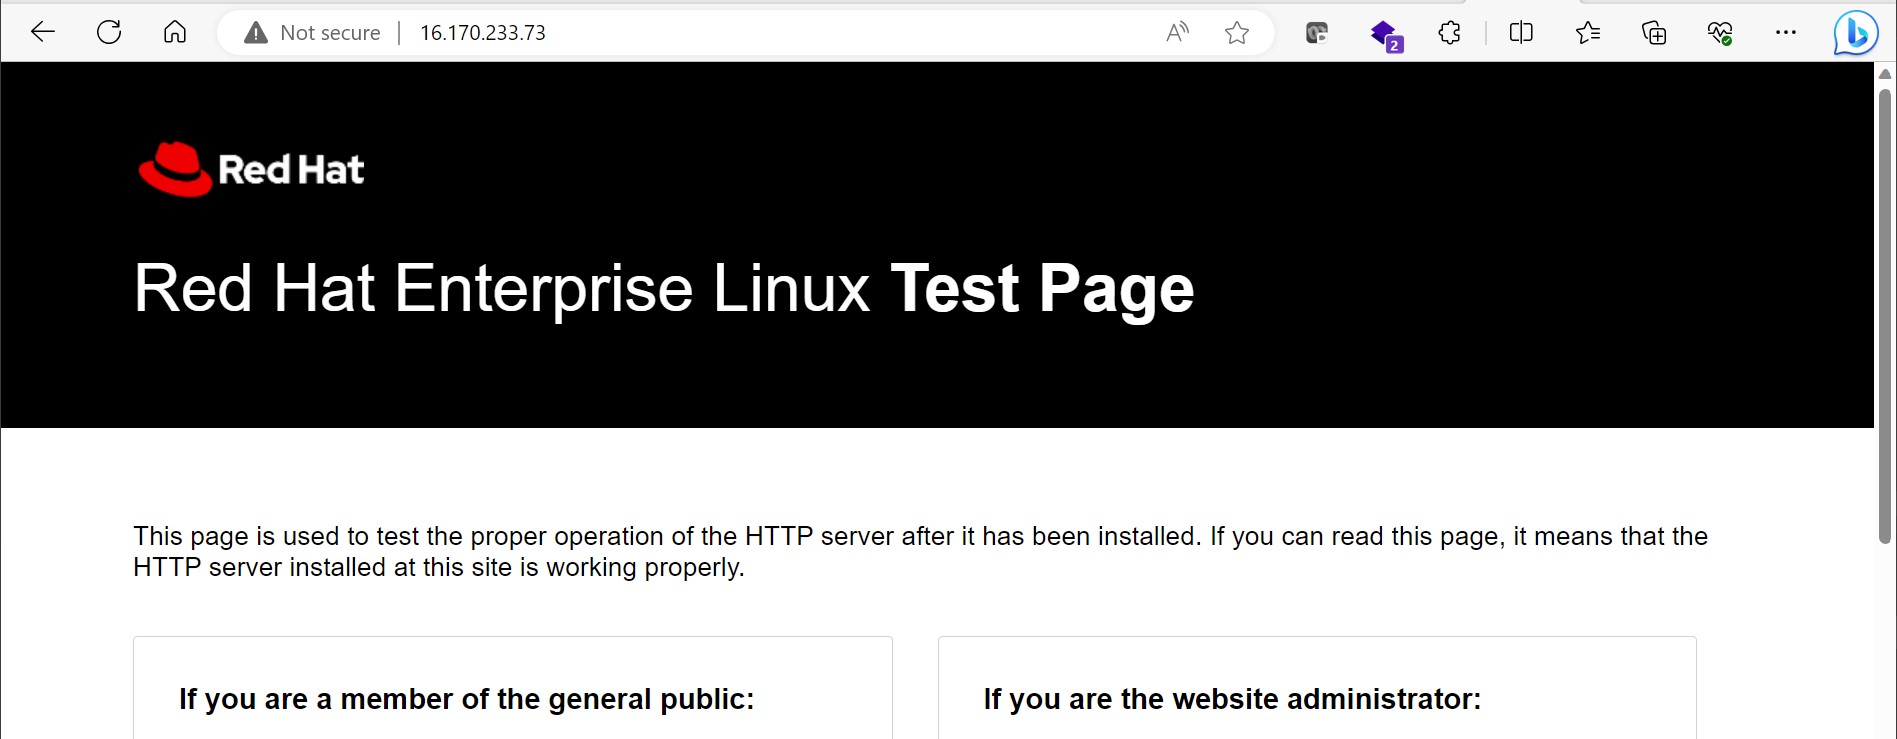 Not secure | 16.170.233.73
2
Red Hat
Red Hat Enterprise Linux Test Page
This page is used to test the proper operation of the HTTP server after it has been installed. If you can read this page, it means that the
HTTP server installed at this site is working properly.
If you are a member of the general public:
If you are the website administrator: